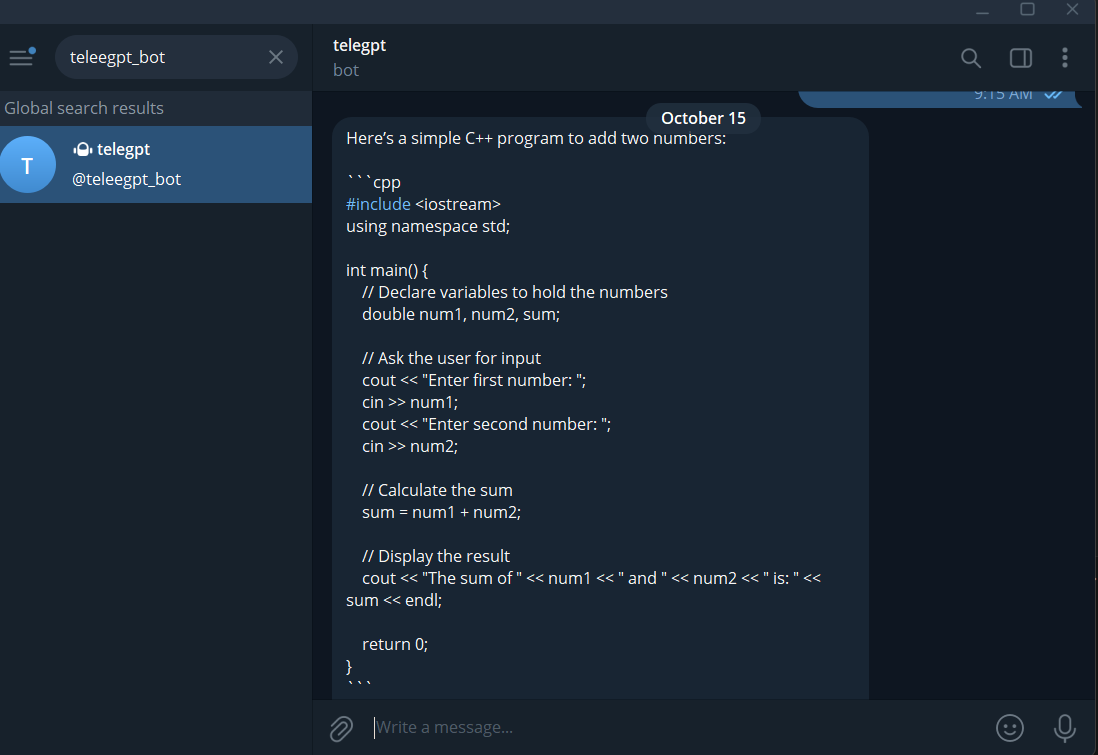 teleegpt_bot
Global search results
T
telegpt
@teleegpt_bot
telegpt
bot
9:15 AM
October 15
Here’s a simple C++ program to add two numbers:
```cpp
#include <iostream>
using namespace std;
int main() {
// Declare variables to hold the numbers
double num1, num2, sum;
// Ask the user for input
cout << "Enter first number: ";
cin >> num1;
cout << "Enter second number: ";
cin >> num2;
// Calculate the sum
sum = num1 + num2;
// Display the result
cout << "The sum of " << num1 << " and " << num2 << " is: " <<
sum << endl;
return 0;
}
```
Write a message...